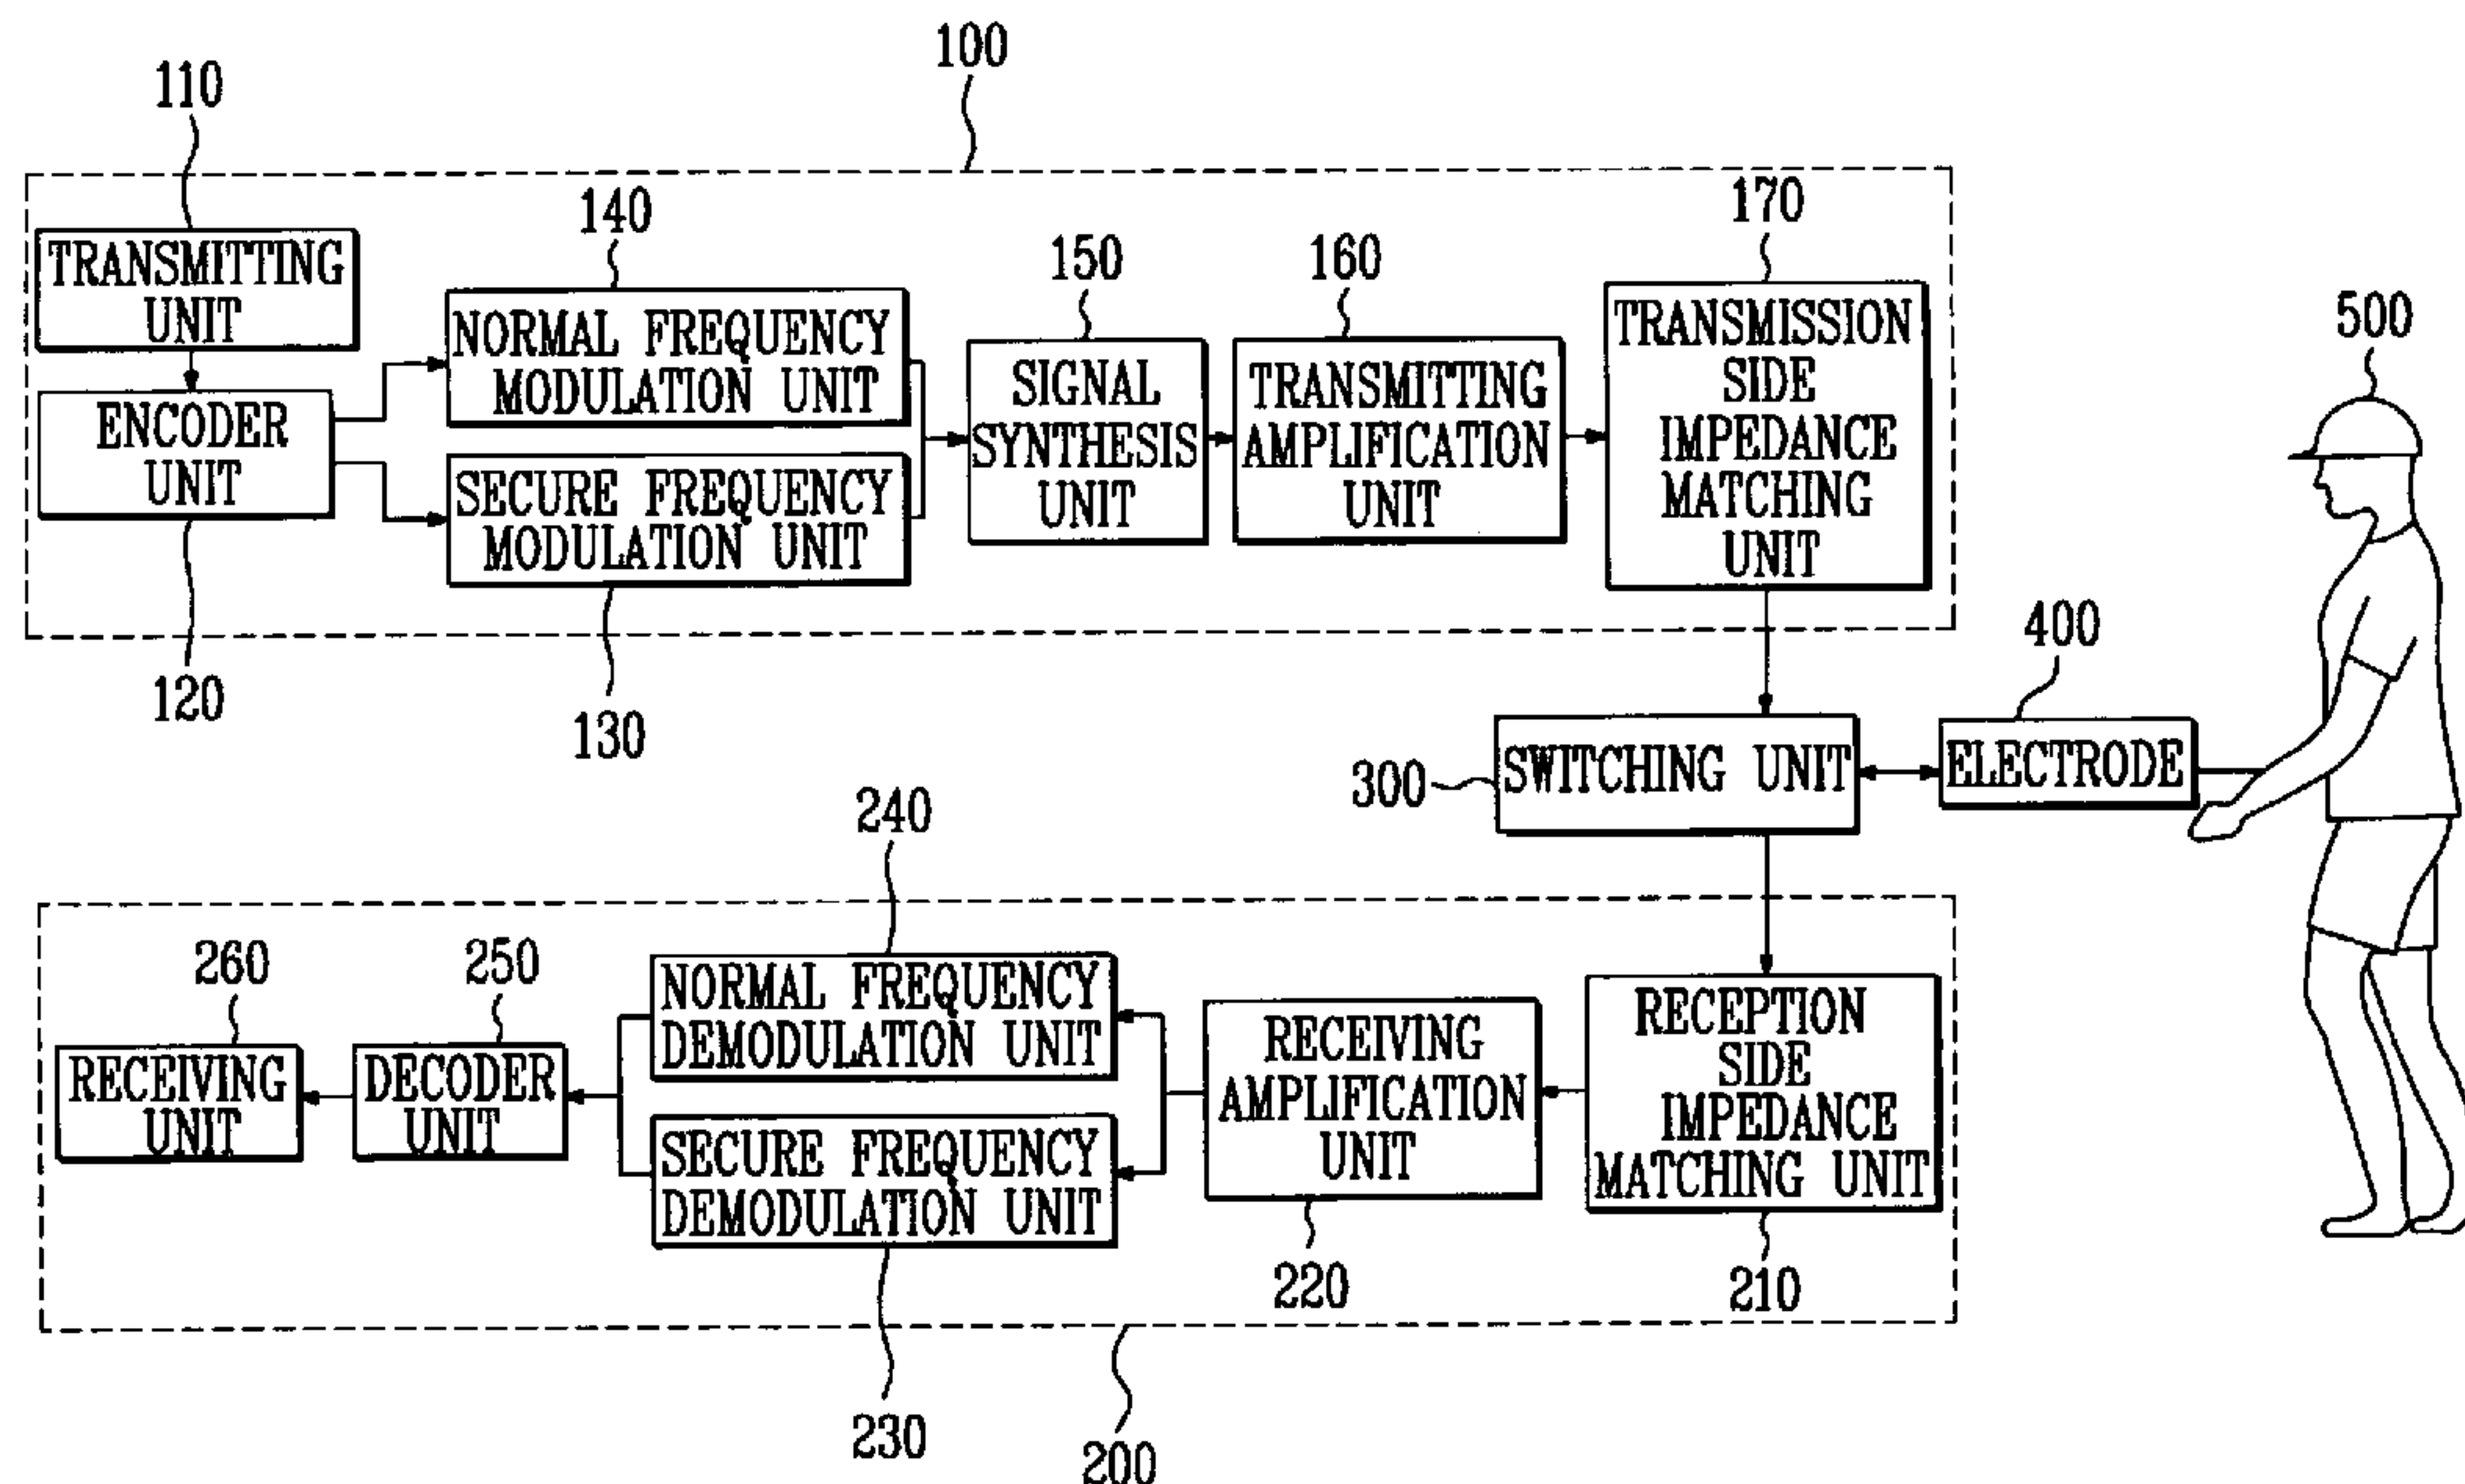 100
110
140
170
150
160
500
TRANSMITTING
UNIT
NORMAL FREQUENCY
MODULATION UNIT
TRANSMISSION
SIDE
IMPEDANCE
MATCHING
UNIT
SIGNAL
SYNTHESIS
UNIT
TRANSMITTING
AMPLIFICATION
UNIT
ENCODER
UNIT
SECURE FREQUENCY
MODULATION UNIT
120
130
400
300
SWITCHING UNIT
ELECTRODE
240
260
250
NORMAL FREQUENCY
DEMODULATION UNIT
RECEPTION
SIDE
IMPEDANCE
MATCHING UNIT
RECEIVING
AMPLIFICATION
UNIT
RECEIVING
UNIT
DECODER
UNIT
SECURE FREQUENCY
DEMODULATION UNIT
220
210
230
200